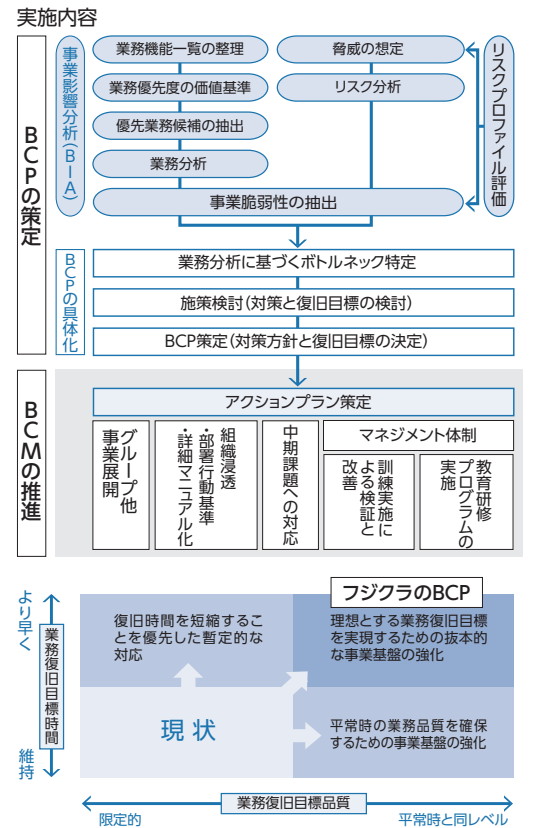 実施内容
BCPの策定
事業影響分析(BIA)
業務機能一覧の整理
業務優先度の価値基準
優先業務候補の抽出
業務分析
脅威の想定
リスク分析
リスクプロファイル評価
事業脆弱性の抽出
BCPの具体化
業務分析に基づくボトルネック特定
施策検討(対策と復旧目標の検討)
BCP策定(対策方針と復旧目標の決定)
BCMの推進
アクションプラン策定
グループ他
事業展開
組織浸透
・部署行動基準
・詳細マニュアル化
中期課題への対応
マネジメント体制
訓練実施に
よる検証と
改善
教育研修
プログラムの
実施
フジクラのBCP
より早く
業務復旧目標時間
維持
復旧時間を短縮するこ
とを優先した暫定的な
対応
理想とする業務復旧目標
を実現するための抜本的
な事業基盤の強化
現状
平常時の業務品質を確保
するための事業基盤の強化
業務復旧目標品質
限定的
平常時と同レベル